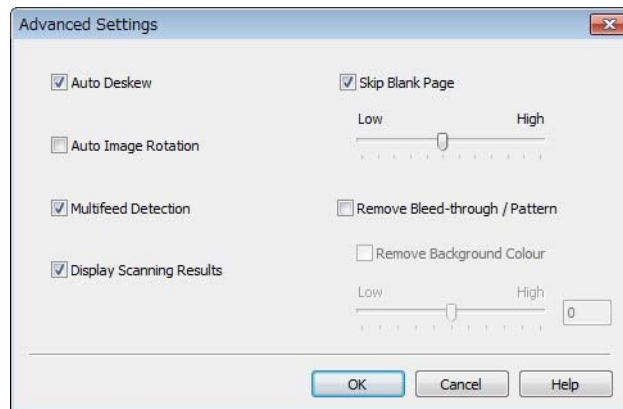 Advanced Settings
Auto Deskew
Skip Blank Page
Low High
Auto Image Rotation
Multifeed Detection
Remove Bleed-through / Pattern
Remove Background Colour
Display Scanning Results
Low High
0
OK Cancel Help